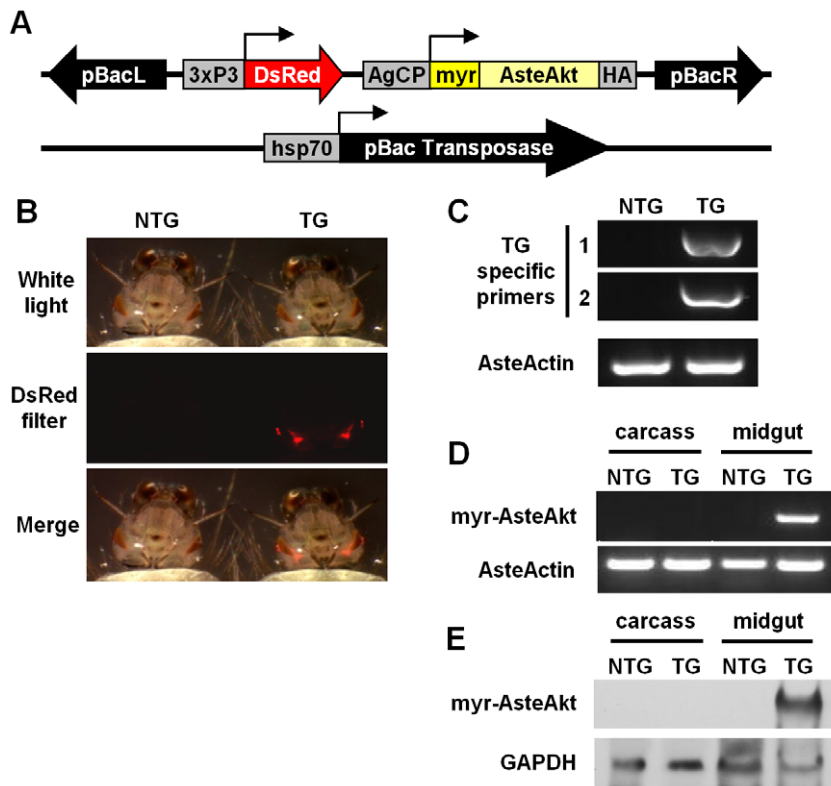 A
pBacL 3xP3 DsRed AgCP myr AsteAkt HA pBacR
hsp70 pBac Transposase
B
NTG TG
White
light
DsRed
filter
Merge
C
NTG TG
TG
specific
primers
1
2
AsteActin
D
carcass midgut
NTG TG NTG TG
myr-AsteAkt
AsteActin
E
carcass midgut
NTG TG NTG TG
myr-AsteAkt
GAPDH